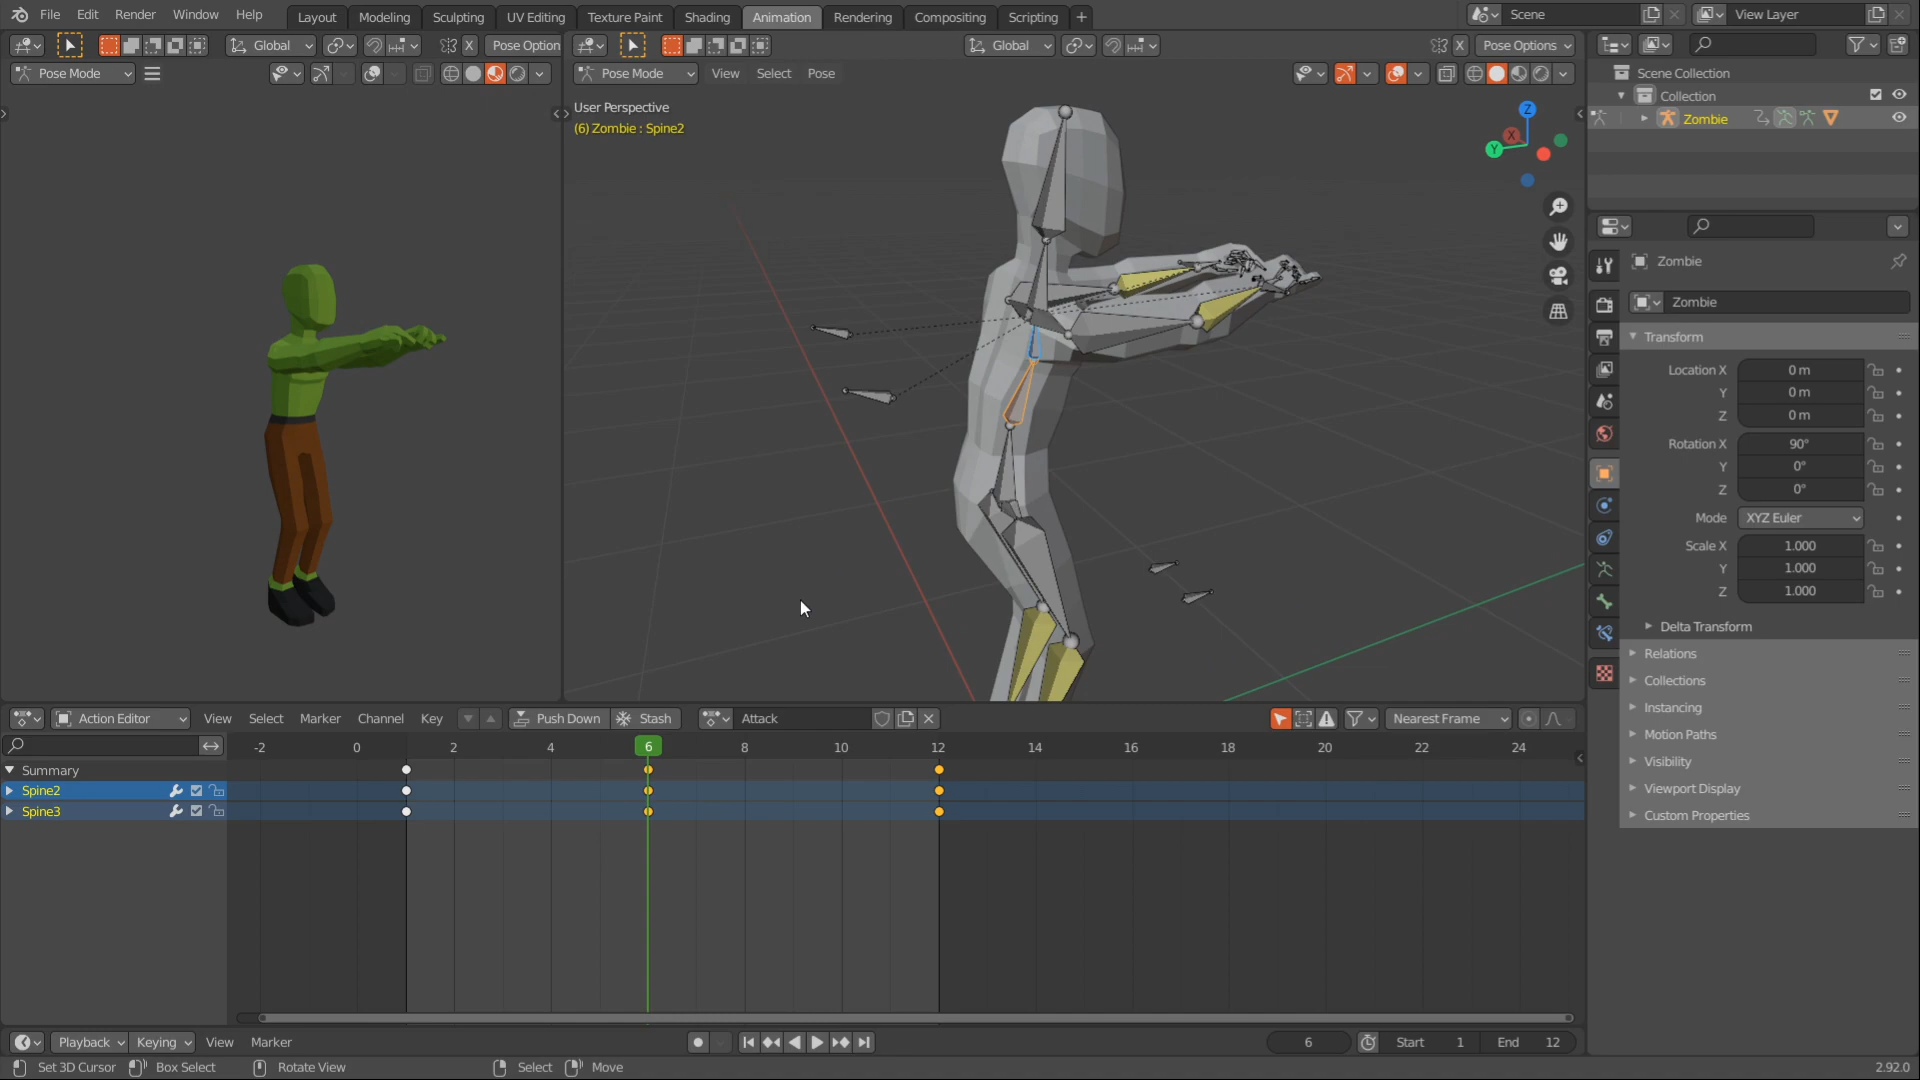 File Edit Render Window Help Layout Modeling Sculpting UV Editing Texture Paint Shading Animation Rendering Compositing Scripting + Scene View Layer
Global X Pose Option Global X Pose Options
Pose Mode Pose Mode View Select Pose
Scene Collection
Collection
Zombie
User Perspective
(6) Zombie : Spine2
Z
X
Y
Zombie
Zombie
Transform
Location X 0 m
Y 0 m
Z 0 m
Rotation X 90°
Y 0°
Z 0°
Mode XYZ Euler
Scale X 1.000
Y 1.000
Z 1.000
Delta Transform
Relations
Collections
Instancing
Motion Paths
Visibility
Viewport Display
Custom Properties
Action Editor View Select Marker Channel Key Push Down Stash Attack Nearest Frame
-2 0 2 4 6 8 10 12 14 16 18 20 22 24
Summary
Spine2
Spine3
Playback Keying View Marker 6 Start 1 End 12
Set 3D Cursor Box Select Rotate View Select Move 2.92.0